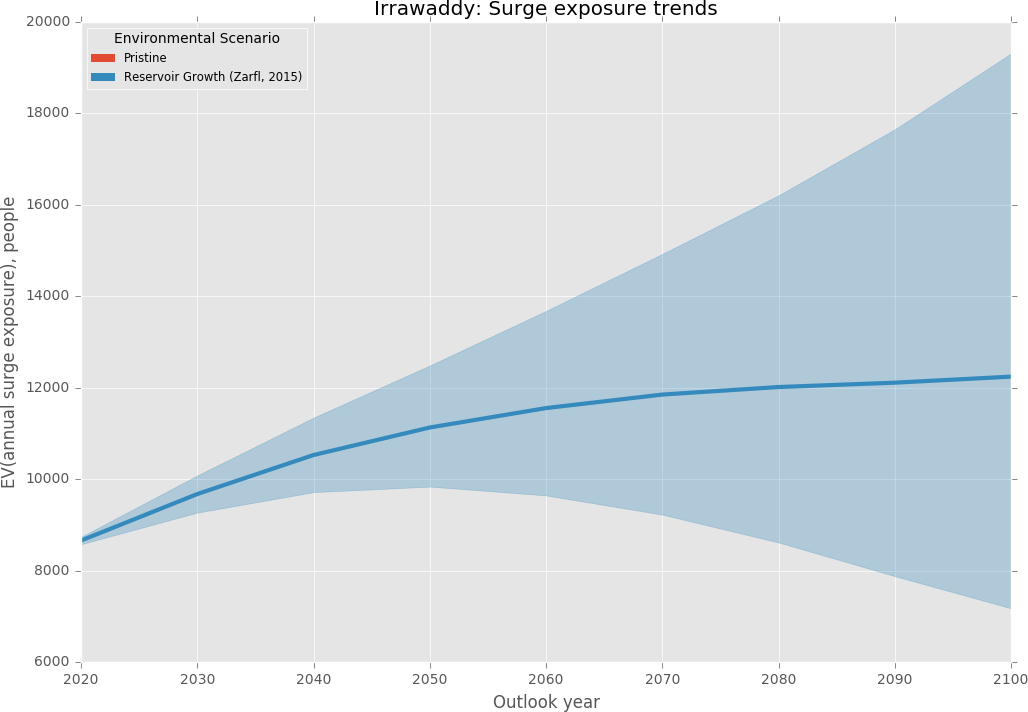 Irrawaddy: Surge exposure trends
20000
18000
16000
14000
12000
10000
8000
6000
EV(annual surge exposure), people
Environmental Scenario
Pristine
Reservoir Growth (Zarfl, 2015)
2020 2030 2040 2050 2060 2070 2080 2090 2100
Outlook year